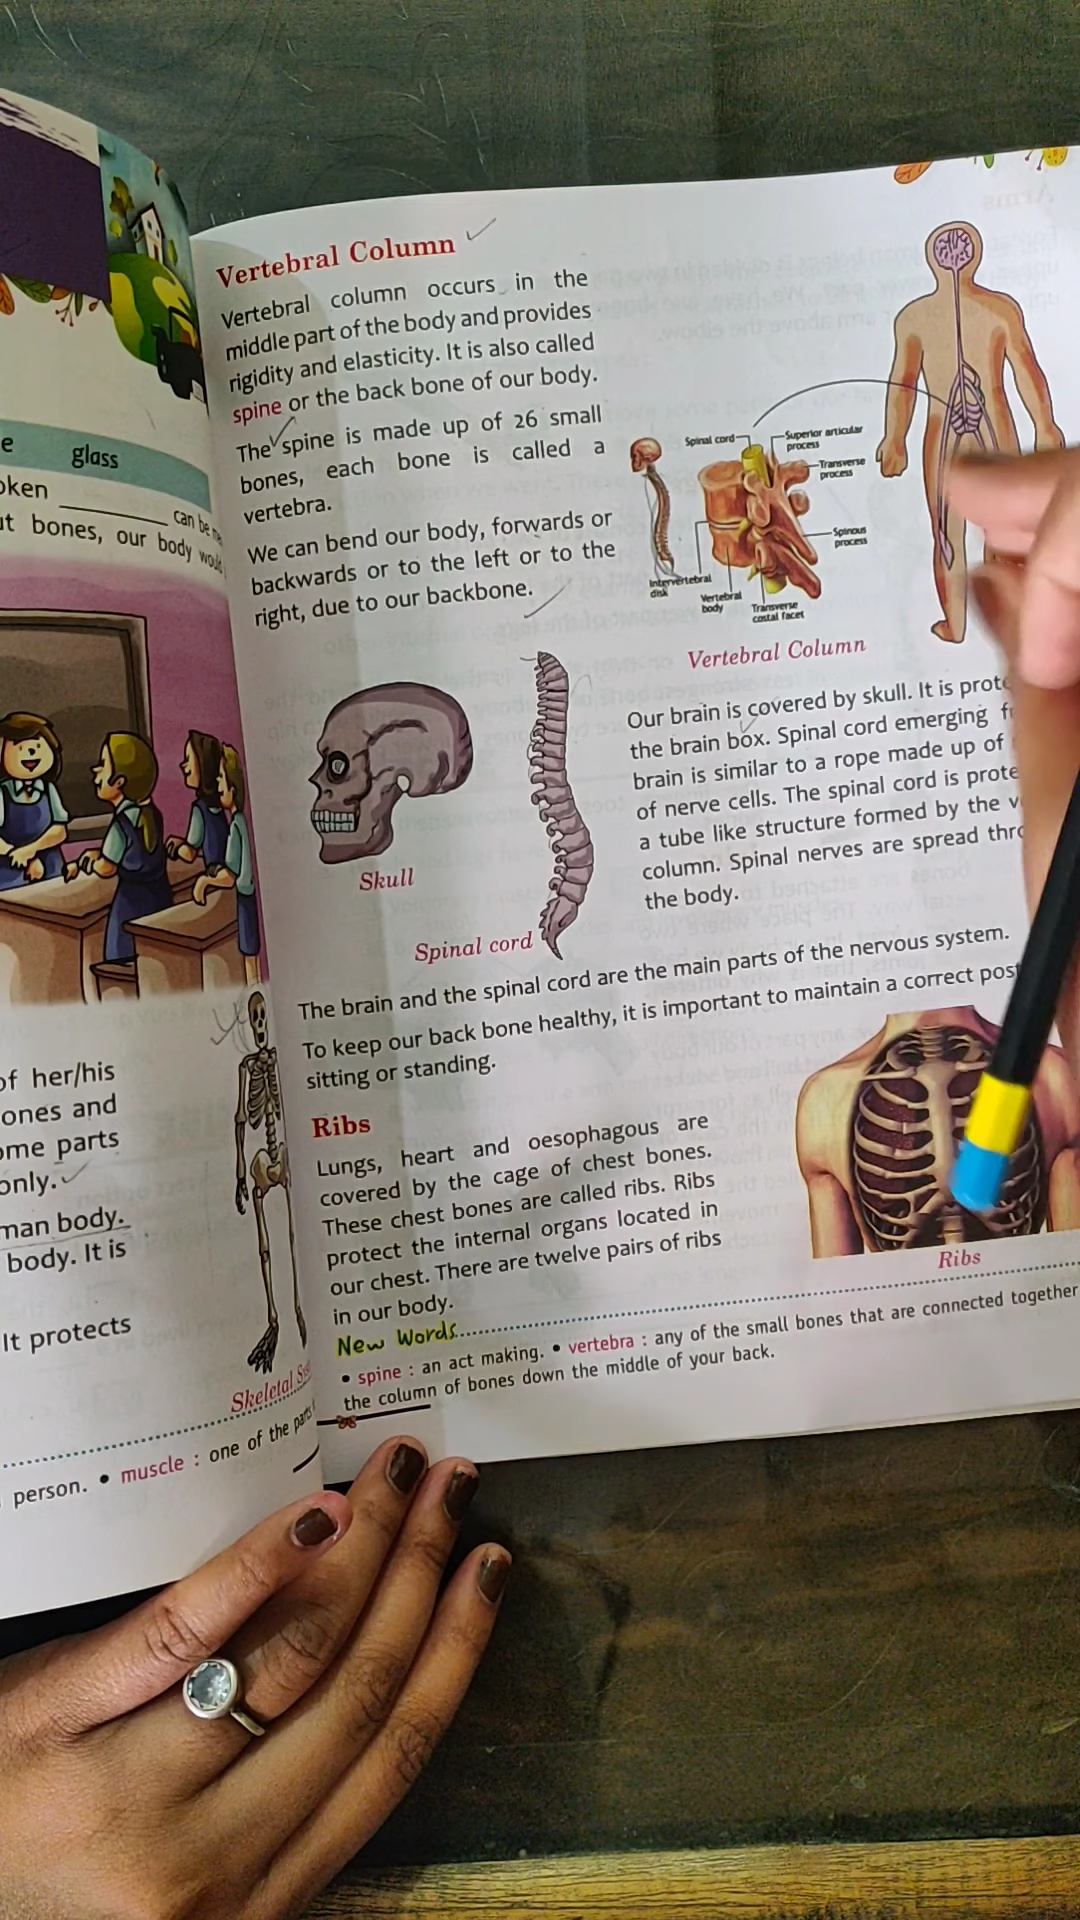 e glass
oken
can be
ut bones, our body would
of her/his
ones and
ome parts
only.
man body.
body. It is
It protects
Skeletal
person. • muscle : one of the parts
Vertebral Column
Vertebral column occurs in the
middle part of the body and provides
rigidity and elasticity. It is also called
spine or the back bone of our body.
The spine is made up of 26 small
bones, each bone is called a
vertebra.
We can bend our body, forwards or
backwards or to the left or to the
right, due to our backbone.
Spinal cord
Superior articular
process
Transverse
process
Spinous
process
Intervertebral
disk
Vertebral
body
Transverse
costal facet
Vertebral Column
Skull
Spinal cord
Our brain is covered by skull. It is prote
the brain box. Spinal cord emerging f
brain is similar to a rope made up of
of nerve cells. The spinal cord is prote
a tube like structure formed by the v
column. Spinal nerves are spread thro
the body.
The brain and the spinal cord are the main parts of the nervous system.
To keep our back bone healthy, it is important to maintain a correct post
sitting or standing.
Ribs
Lungs, heart and oesophagous are
covered by the cage of chest bones.
These chest bones are called ribs. Ribs
protect the internal organs located in
our chest. There are twelve pairs of ribs
in our body.
Ribs
New Words
• spine : an act making. • vertebra : any of the small bones that are connected together
the column of bones down the middle of your back.